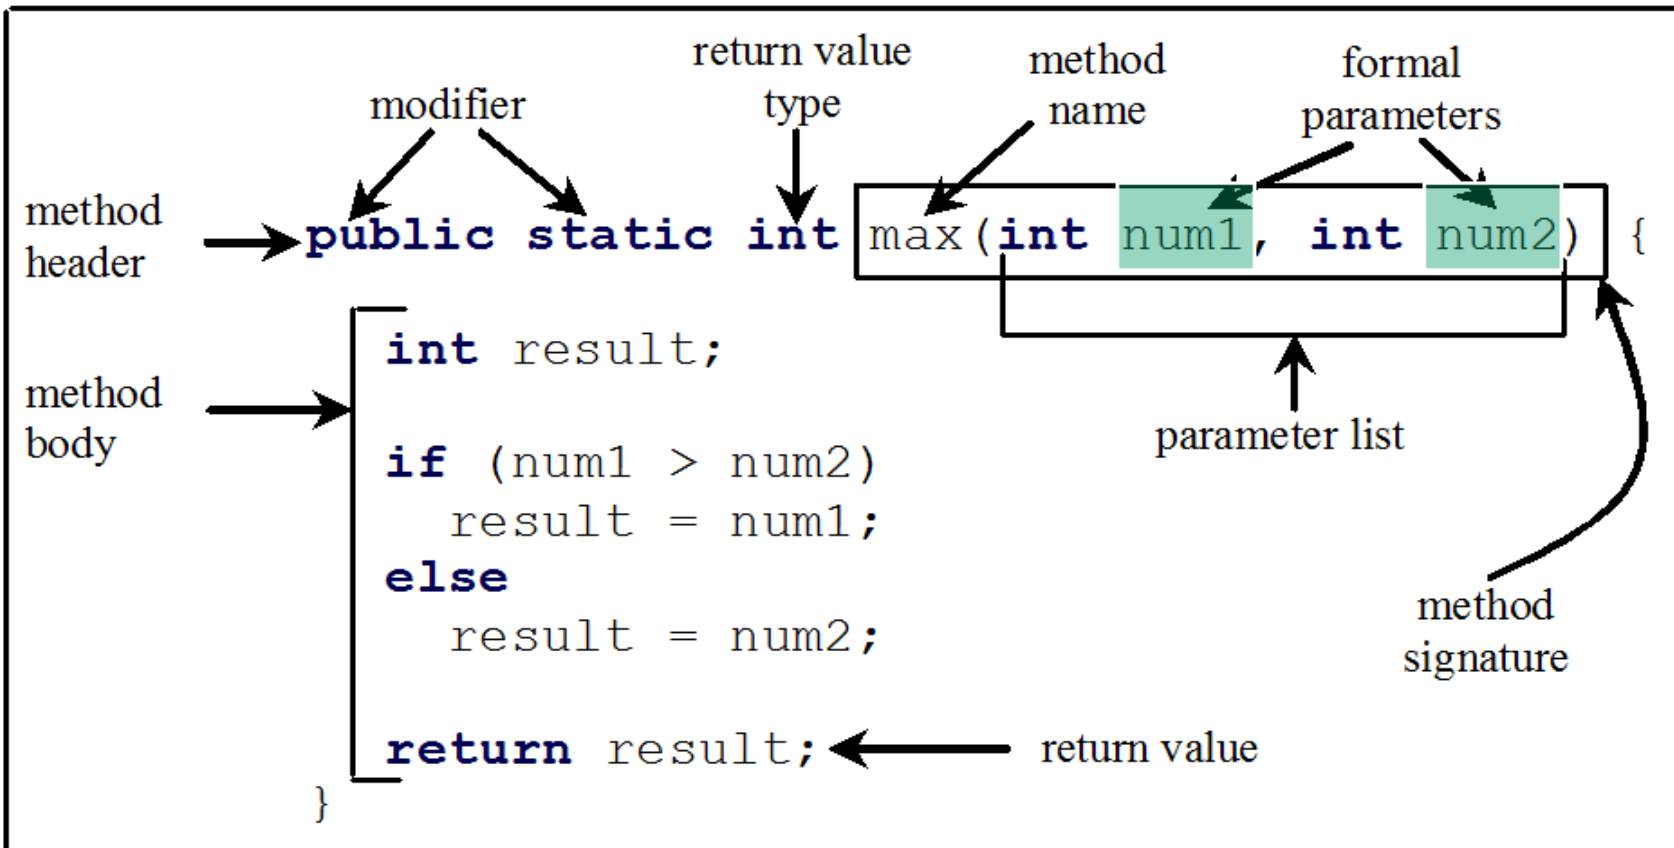 return value
type
method
name
formal
parameters
modifier
method
header
public static int max(int num1, int num2) {
int result;
method
body
parameter list
if (num1 > num2)
result = num1;
else
result = num2;
method
signature
return result;
return value
}